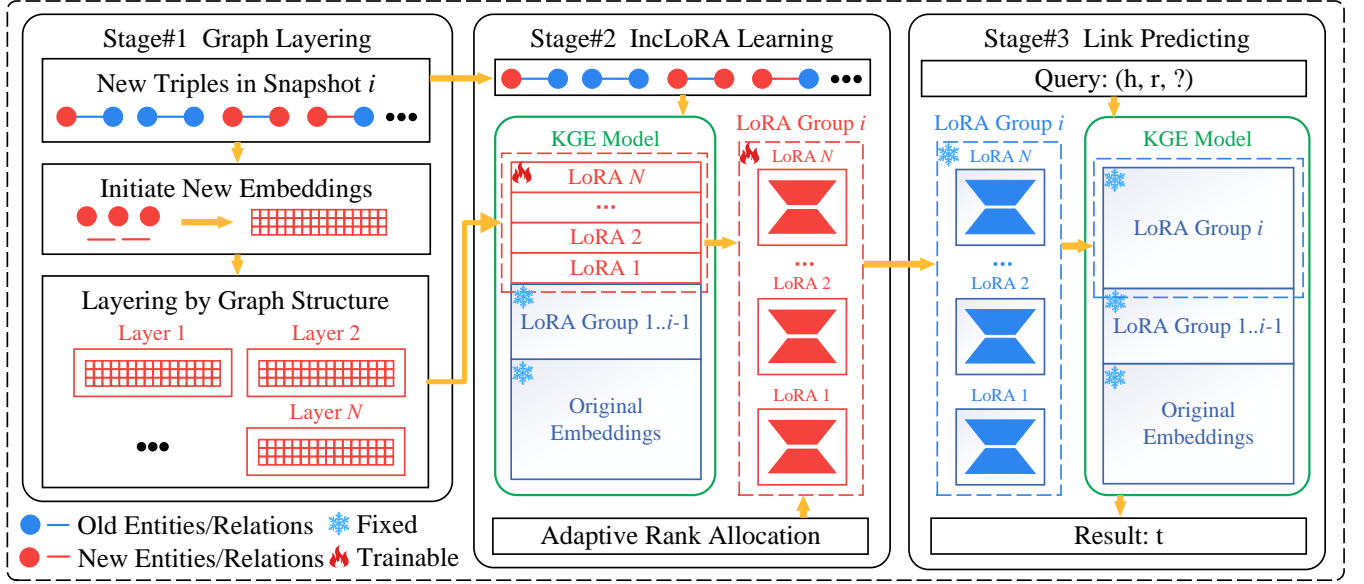 Stage#1 Graph Layering
New Triples in Snapshot i
•••
Initiate New Embeddings
Layering by Graph Structure
Layer 1
Layer 2
Layer N
•••
Stage#2 IncLoRA Learning
•••
KGE Model
LoRA N
...
LoRA 2
LoRA 1
LoRA Group 1..i-1
Original
Embeddings
LoRA Group i
LoRA N
...
LoRA 2
LoRA 1
Adaptive Rank Allocation
Stage#3 Link Predicting
Query: (h, r, ?)
LoRA Group i
LoRA N
...
LoRA 2
LoRA 1
KGE Model
LoRA Group i
LoRA Group 1..i-1
Original
Embeddings
Result: t
Old Entities/Relations
Fixed
New Entities/Relations
Trainable